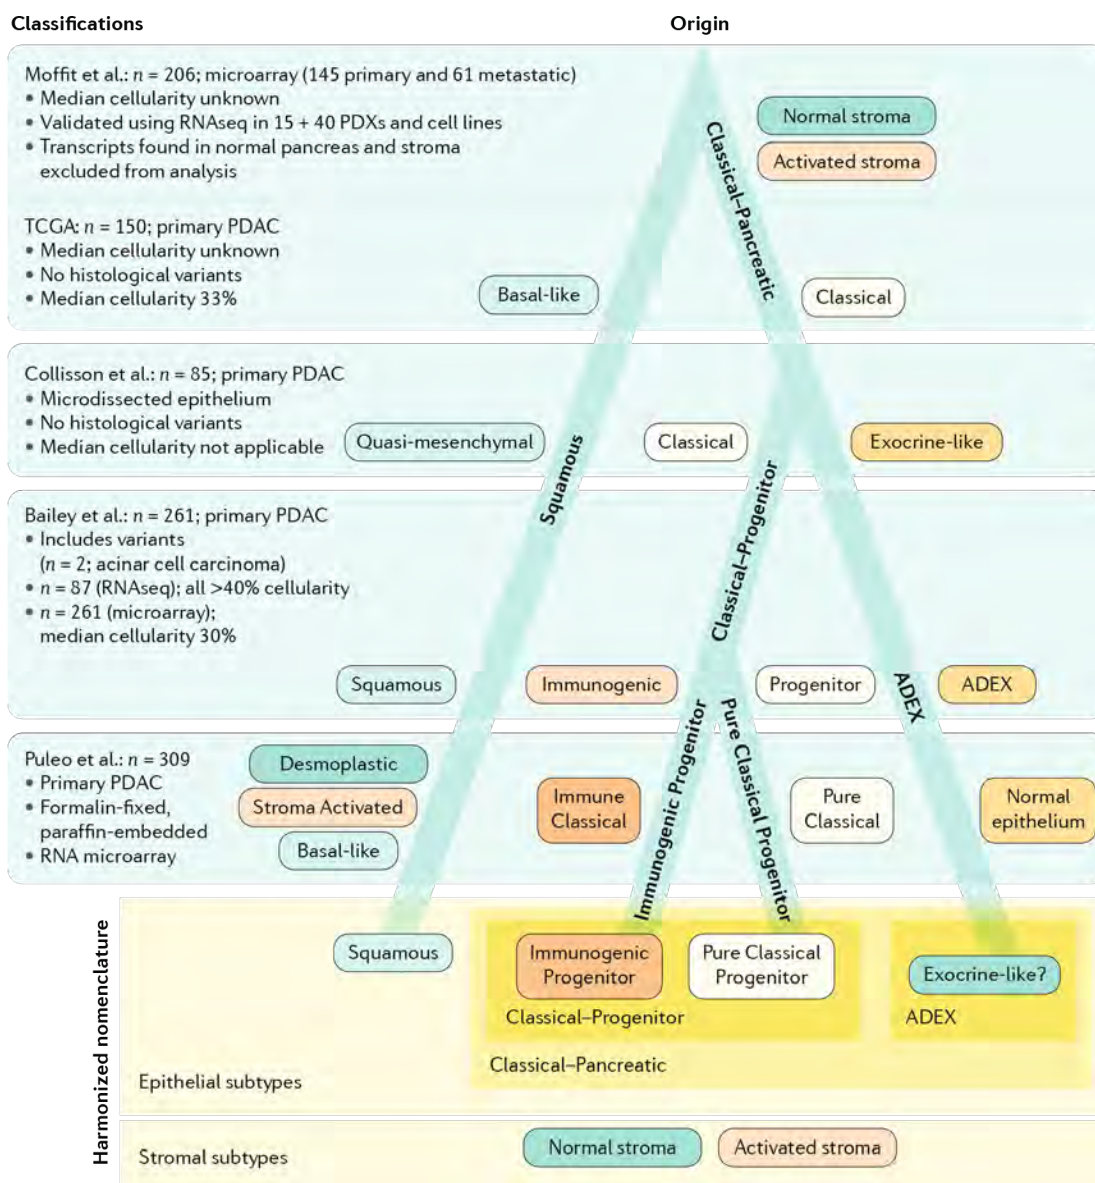 Classifications
Origin
Moffit et al.: n = 206; microarray (145 primary and 61 metastatic)
• Median cellularity unknown
• Validated using RNAseq in 15 + 40 PDXs and cell lines
• Transcripts found in normal pancreas and stroma
excluded from analysis
Normal stroma
Activated stroma
Classical–Pancreatic
TCGA: n = 150; primary PDAC
• Median cellularity unknown
• No histological variants
• Median cellularity 33%
Basal-like
Classical
Collisson et al.: n = 85; primary PDAC
• Microdissected epithelium
• No histological variants
• Median cellularity not applicable
Quasi-mesenchymal
Classical
Exocrine-like
Squamous
Classical–Progenitor
Bailey et al.: n = 261; primary PDAC
• Includes variants
(n = 2; acinar cell carcinoma)
• n = 87 (RNAseq); all >40% cellularity
• n = 261 (microarray);
median cellularity 30%
Squamous
Immunogenic
Progenitor
ADEX
ADEX
Immunogenic Progenitor
Pure Classical Progenitor
Puleo et al.: n = 309
• Primary PDAC
• Formalin-fixed,
paraffin-embedded
• RNA microarray
Desmoplastic
Stroma Activated
Basal-like
Immune
Classical
Pure
Classical
Normal
epithelium
Harmonized nomenclature
Squamous
Immunogenic
Progenitor
Pure Classical
Progenitor
Exocrine-like?
Classical–Progenitor
ADEX
Classical–Pancreatic
Epithelial subtypes
Stromal subtypes
Normal stroma
Activated stroma